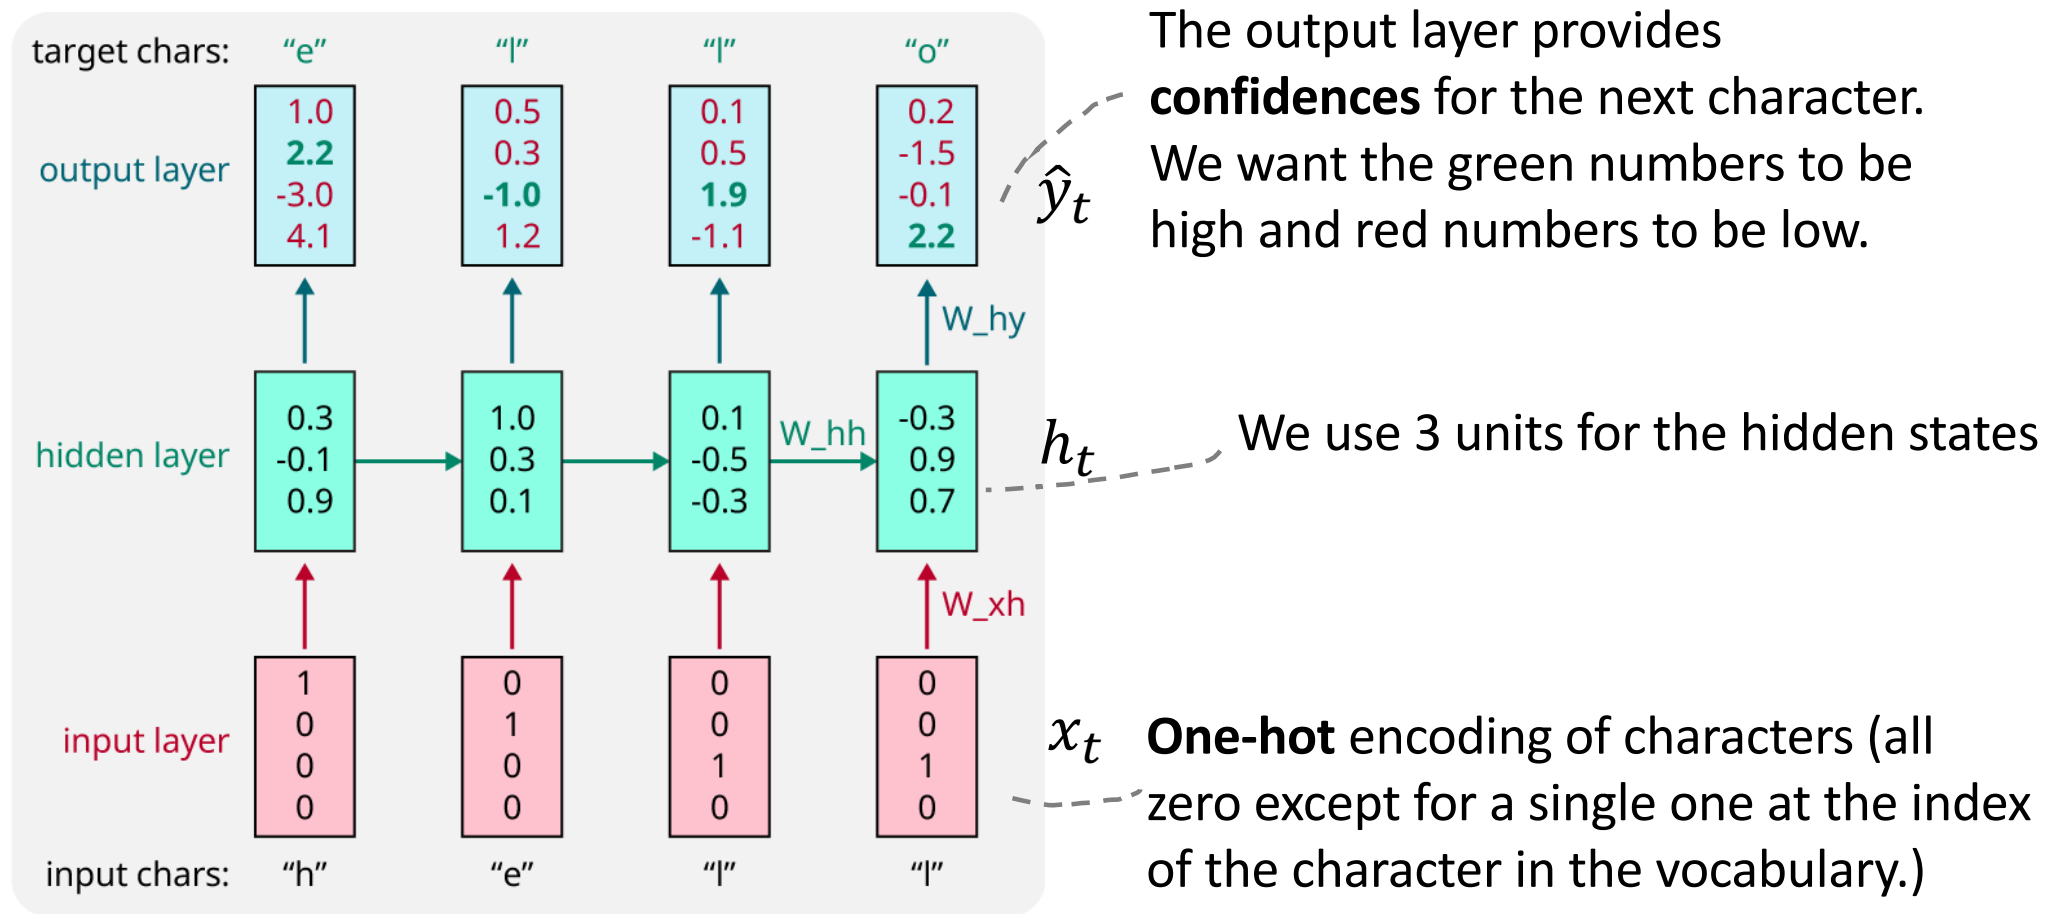 target chars: “e” “l” “l” “o”
output layer
1.0
2.2
-3.0
4.1
0.5
0.3
-1.0
1.2
0.1
0.5
1.9
-1.1
0.2
-1.5
-0.1
2.2
ŷt
The output layer provides
confidences for the next character.
We want the green numbers to be
high and red numbers to be low.
W_hy
hidden layer
0.3
-0.1
0.9
1.0
0.3
0.1
0.1
-0.5
-0.3
W_hh
-0.3
0.9
0.7
ht
We use 3 units for the hidden states
W_xh
input layer
1
0
0
0
0
1
0
0
0
0
1
0
0
0
1
0
xt
One-hot encoding of characters (all
zero except for a single one at the index
of the character in the vocabulary.)
input chars: “h” “e” “l” “l”